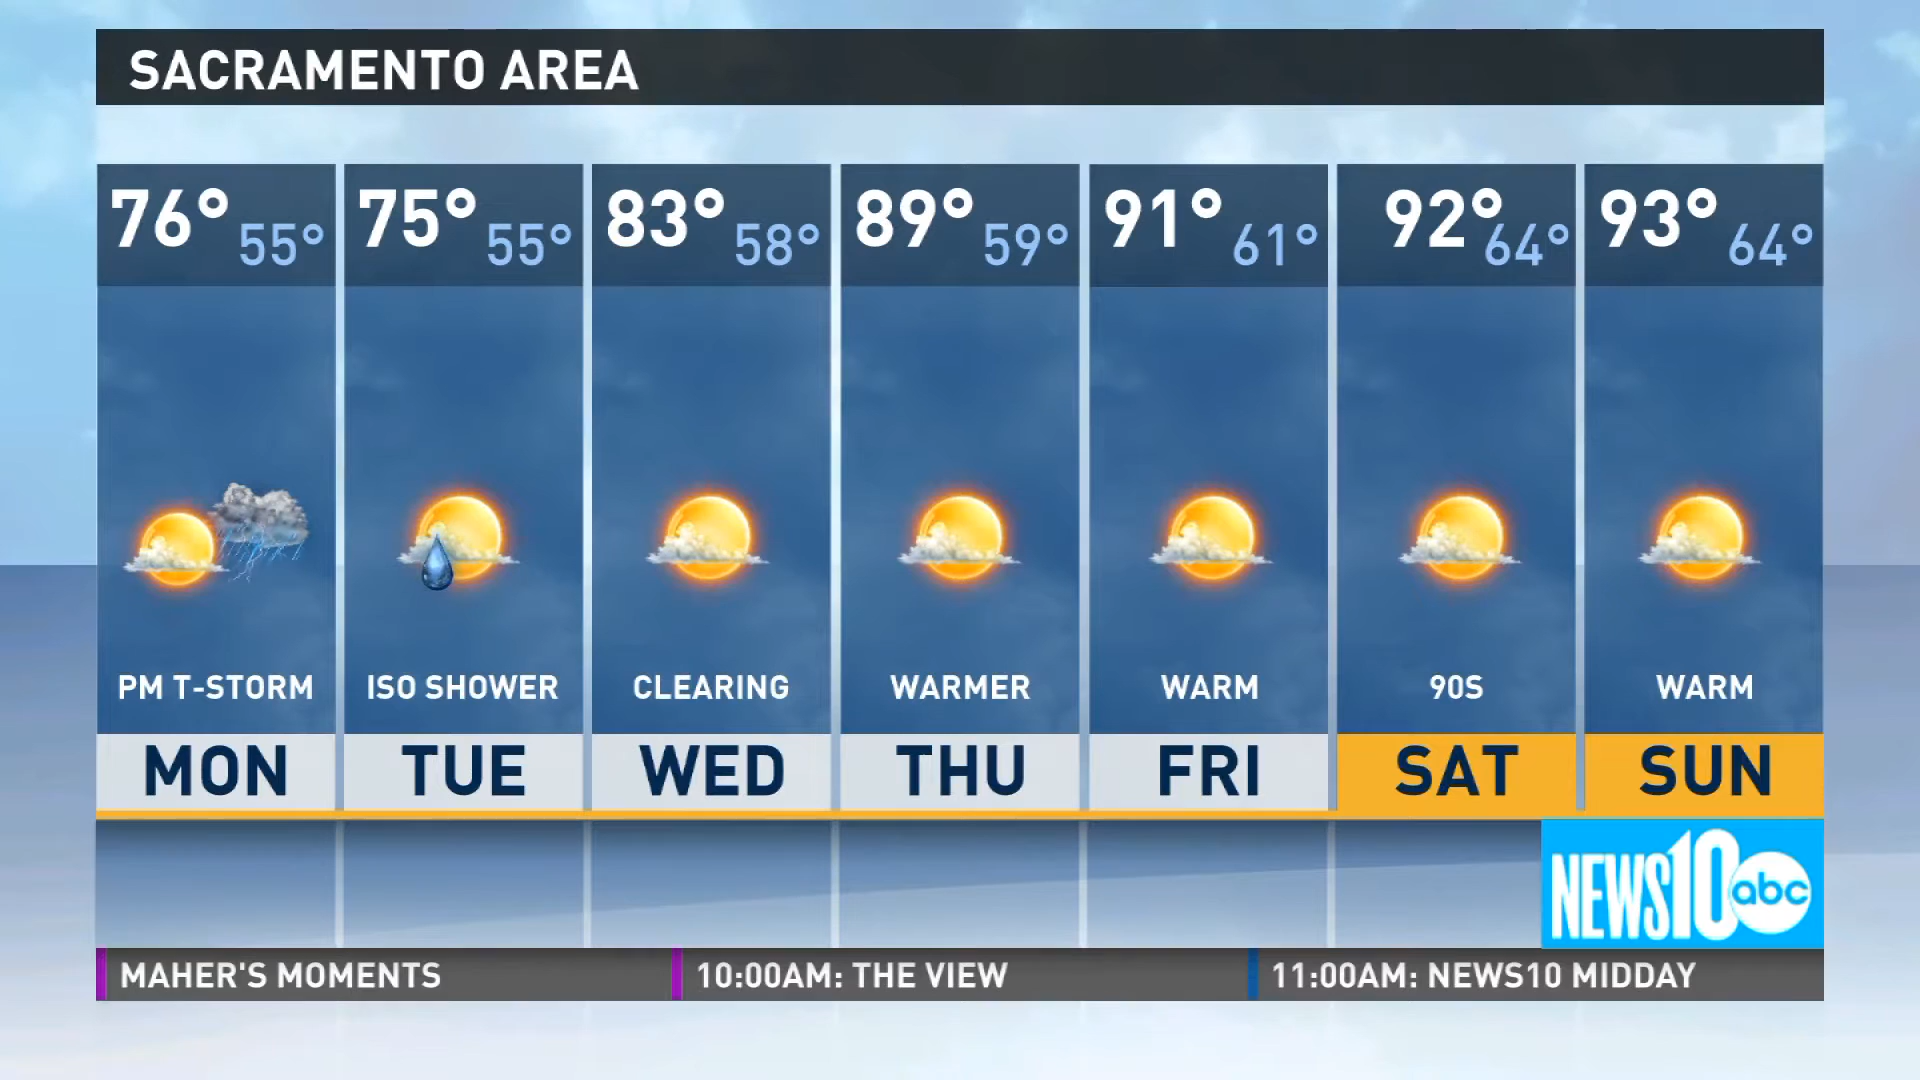 SACRAMENTO AREA
76° 55° 75° 55° 83° 58° 89° 59° 91° 61° 92° 64° 93° 64°
PM T-STORM ISO SHOWER CLEARING WARMER WARM 90S WARM
MON TUE WED THU FRI SAT SUN
NEWS10 abc
MAHER'S MOMENTS 10:00AM: THE VIEW 11:00AM: NEWS10 MIDDAY